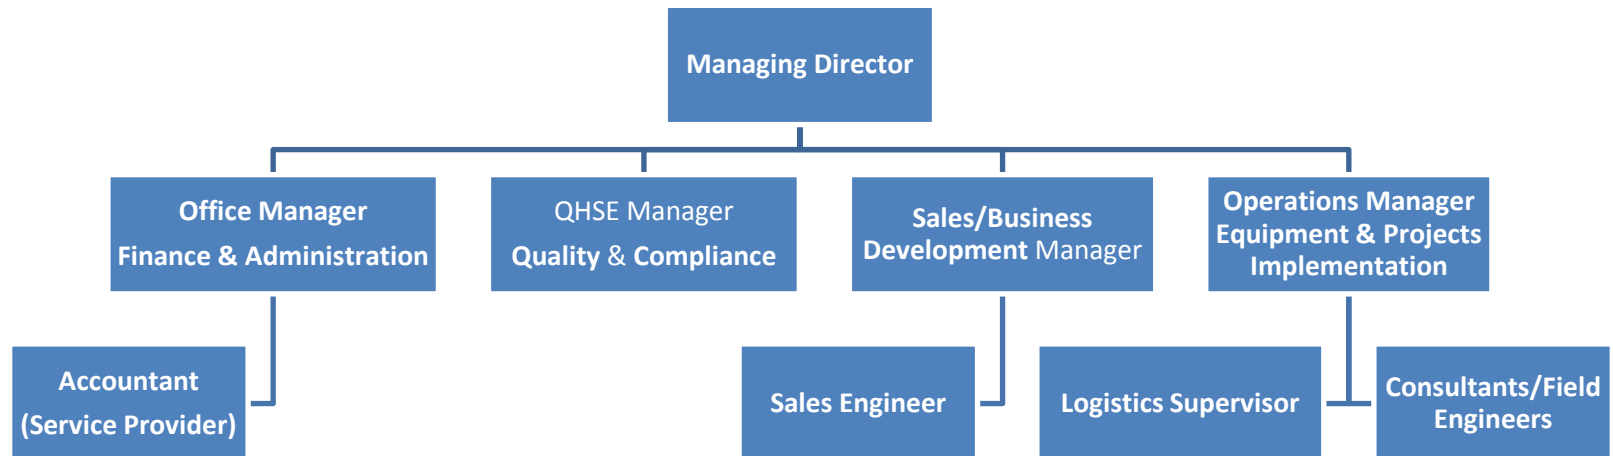 Managing Director
Office Manager
Finance & Administration
QHSE Manager
Quality & Compliance
Sales/Business
Development Manager
Operations Manager
Equipment & Projects
Implementation
Accountant
(Service Provider)
Sales Engineer
Logistics Supervisor
Consultants/Field
Engineers